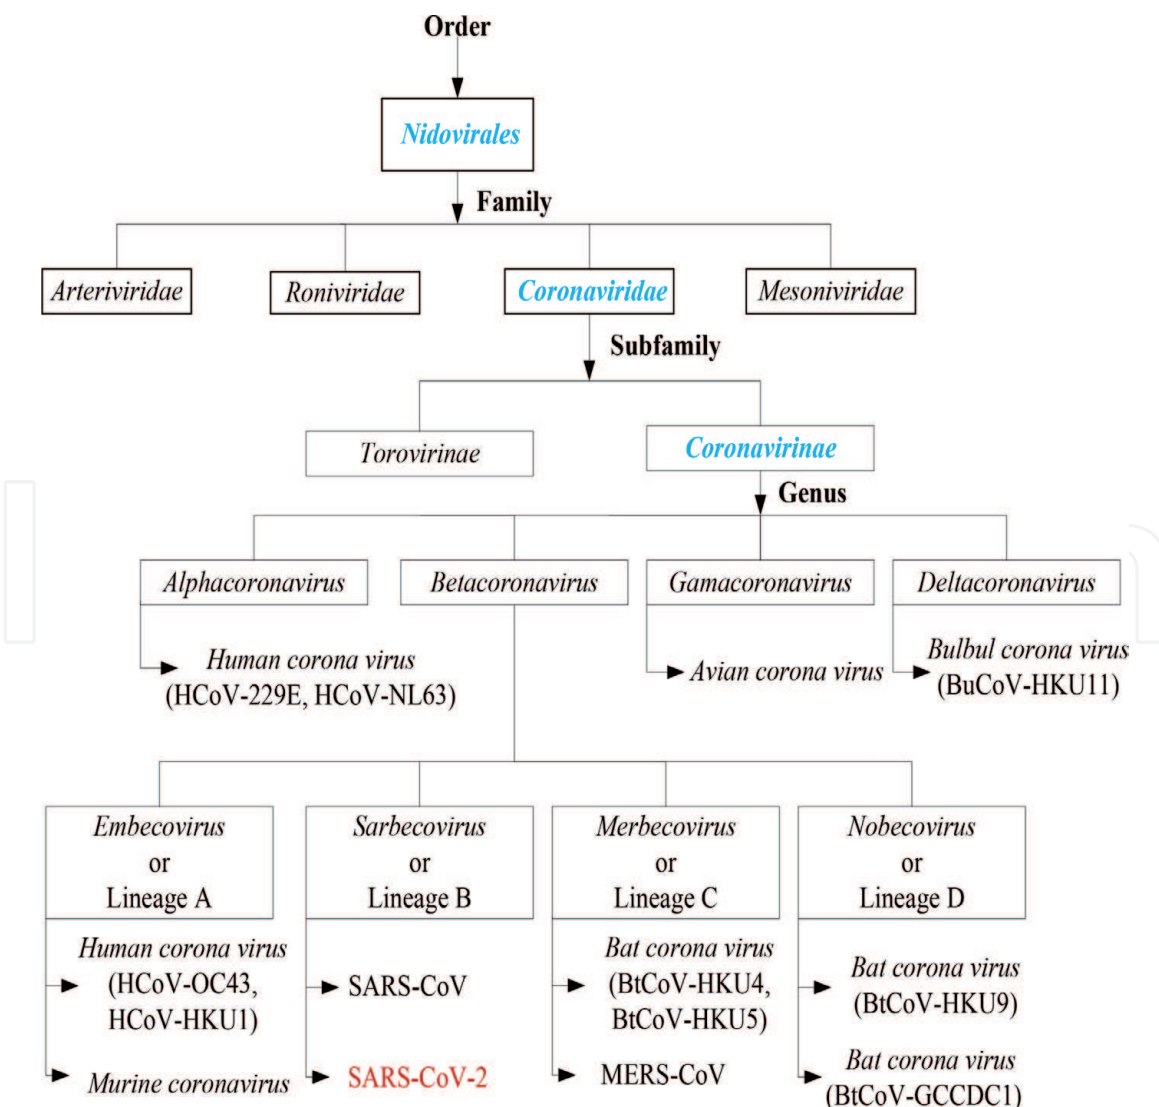 Order
Nidovirales
Family
Arteriviridae
Roniviridae
Coronaviridae
Mesoniviridae
Subfamily
Torovirinae
Coronavirinae
Genus
Alphacoronavirus
Betacoronavirus
Gamacoronavirus
Deltacoronavirus
Human corona virus
(HCoV-229E, HCoV-NL63)
Avian corona virus
Bulbul corona virus
(BuCoV-HKU11)
Embecovirus
or
Lineage A
Sarbecovirus
or
Lineage B
Merbecovirus
or
Lineage C
Nobecovirus
or
Lineage D
Human corona virus
(HCoV-OC43,
HCoV-HKU1)
Murine coronavirus
SARS-CoV
SARS-CoV-2
Bat corona virus
(BtCoV-HKU4,
BtCoV-HKU5)
MERS-CoV
Bat corona virus
(BtCoV-HKU9)
Bat corona virus
(BtCoV-GCCDC1)